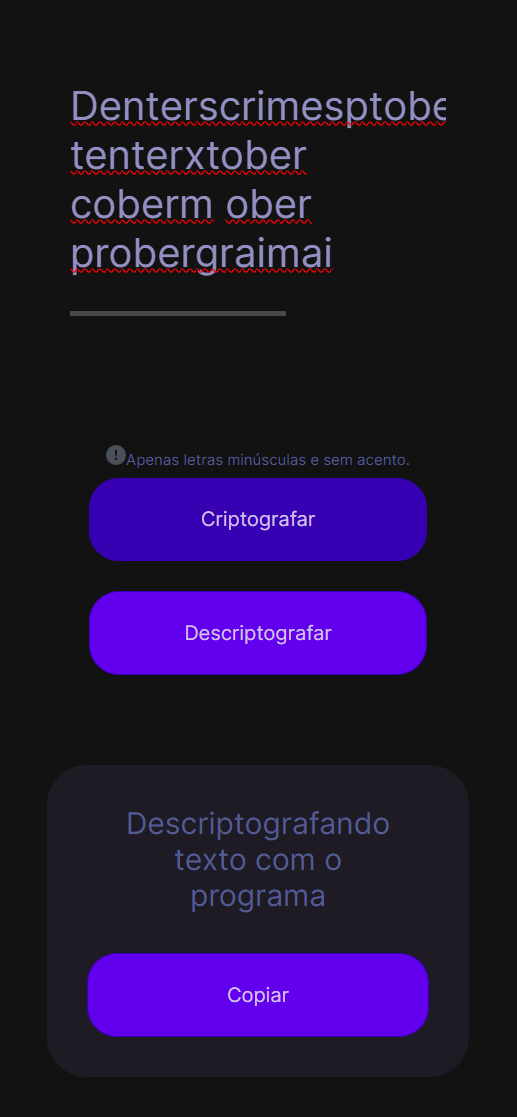 Denterscrimesptobe
tenterxtober
coberm ober
probergraimai
Apenas letras minúsculas e sem acento.
Criptografar
Descriptografar
Descriptografando
texto com o
programa
Copiar